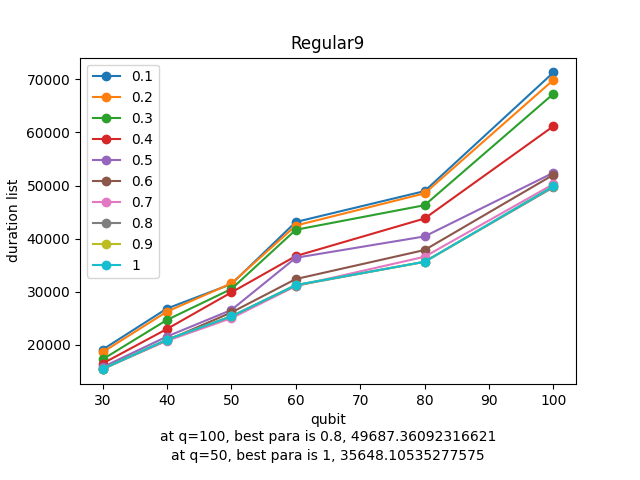 Regular9
70000
60000
50000
40000
30000
20000
duration list
0.1
0.2
0.3
0.4
0.5
0.6
0.7
0.8
0.9
1
30 40 50 60 70 80 90 100
qubit
at q=100, best para is 0.8, 49687.36092316621
at q=50, best para is 1, 35648.10535277575